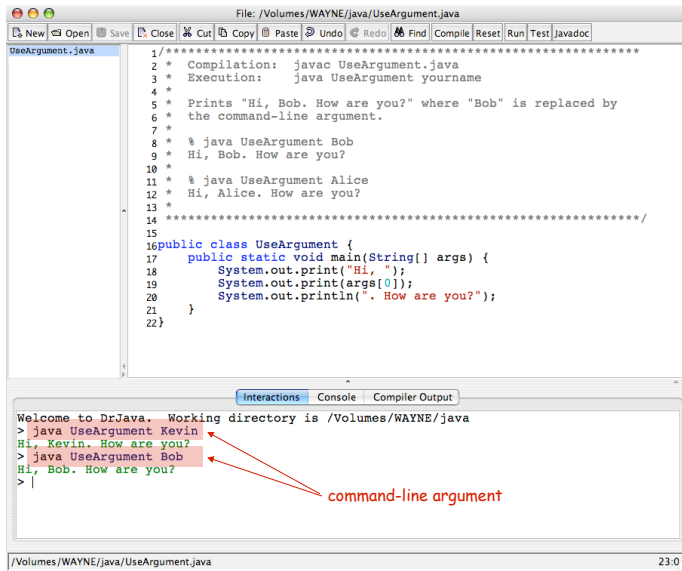 File: /Volumes/WAYNE/java/UseArgument.java
New Open Save Close Cut Copy Paste Undo Redo Find Compile Reset Run Test Javadoc
UseArgument.java
1/****************************************************************
2 *  Compilation:  javac UseArgument.java
3 *  Execution:    java UseArgument yourname
4 *
5 *  Prints "Hi, Bob. How are you?" where "Bob" is replaced by
6 *  the command-line argument.
7 *
8 *  % java UseArgument Bob
9 *  Hi, Bob. How are you?
10 *
11 *  % java UseArgument Alice
12 *  Hi, Alice. How are you?
13 *
14 ****************************************************************/
15
16public class UseArgument {
17    public static void main(String[] args) {
18        System.out.print("Hi, ");
19        System.out.print(args[0]);
20        System.out.println(". How are you?");
21    }
22}
Interactions Console Compiler Output
Welcome to DrJava.  Working directory is /Volumes/WAYNE/java
> java UseArgument Kevin
Hi, Kevin. How are you?
> java UseArgument Bob
Hi, Bob. How are you?
>
command-line argument
/Volumes/WAYNE/java/UseArgument.java 23:0